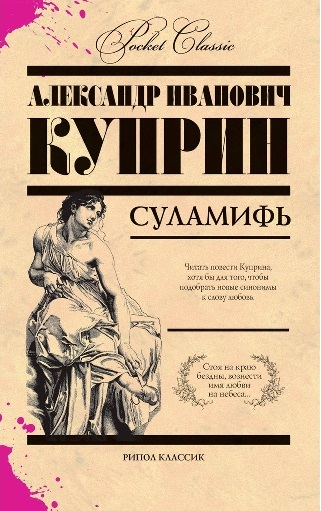 Pocket Classic
АЛЕКСАНДР ИВАНОВИЧ
КУПРИН
СУЛАМИФЬ
Читать повести Куприна,
хотя бы для того, чтобы
подобрать новые синонимы
к слову любовь
Стоя на краю
бездны, вознести
имя любви
на небеса...
РИПОЛ КЛАССИК